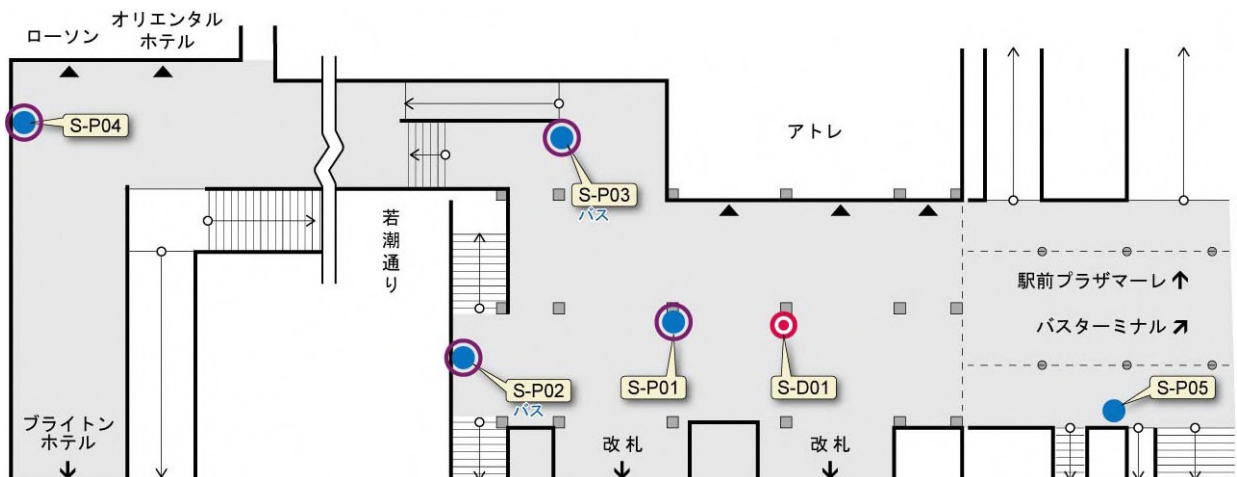 オリエンタル
ホテル
ローソン
S-P04
アトレ
S-P03
バス
若潮通り
駅前プラザマーレ↑
バスターミナル↗
S-P01
S-D01
S-P02
バス
S-P05
ブライトン
ホテル
↓
改札
↓
改札
↓